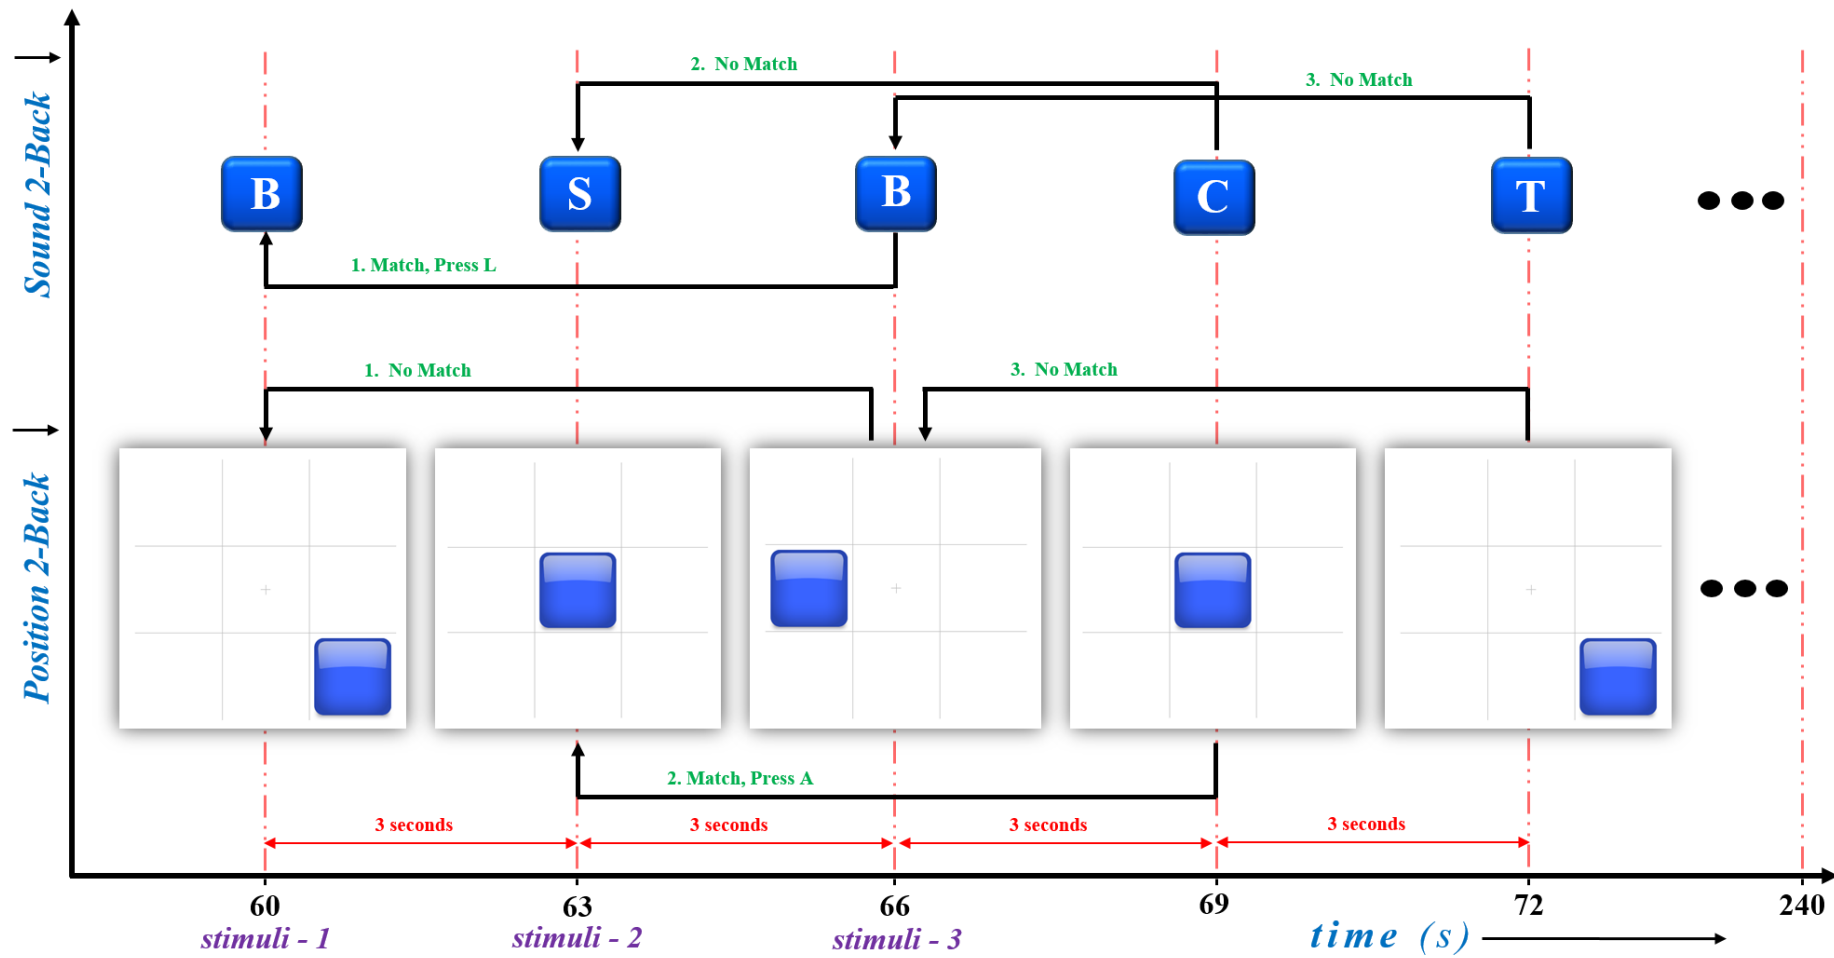 Sound 2-Back
2. No Match
3. No Match
B
S
B
C
T
1. Match, Press L
Position 2-Back
1. No Match
3. No Match
2. Match, Press A
3 seconds
3 seconds
3 seconds
3 seconds
60
63
66
69
72
240
stimuli - 1
stimuli - 2
stimuli - 3
time (s)